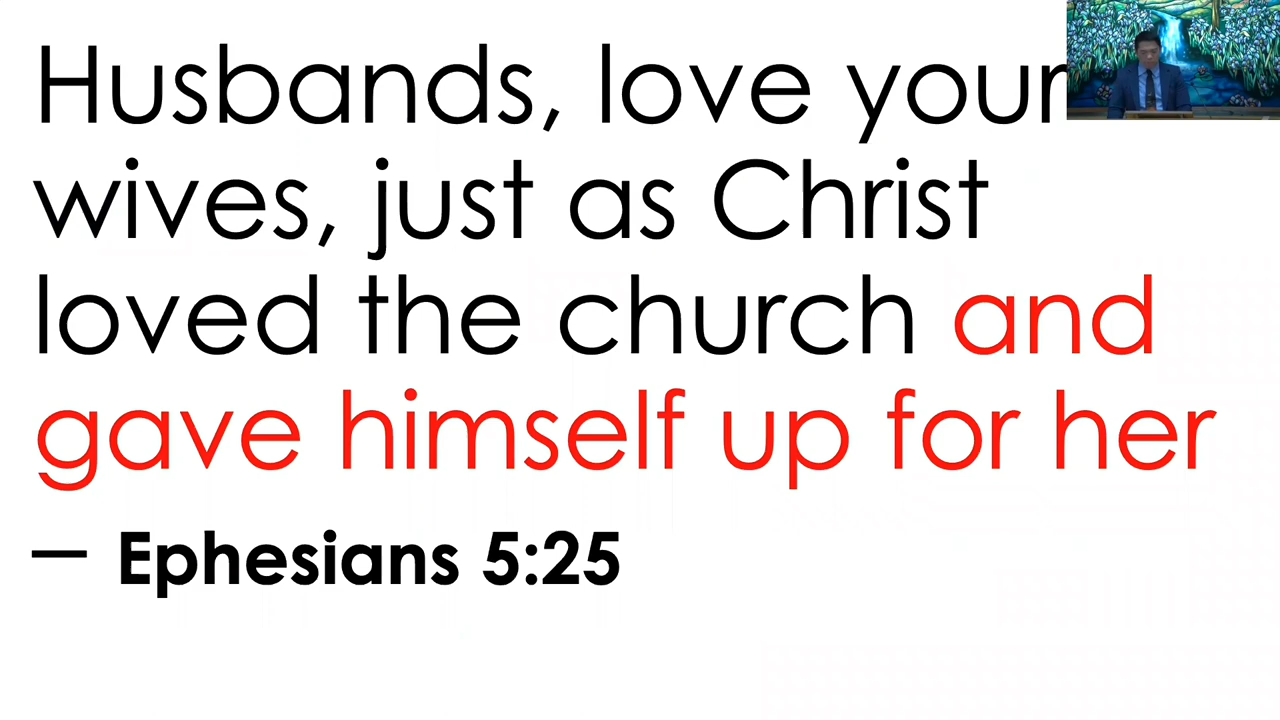 Husbands, love your
wives, just as Christ
loved the church and
gave himself up for her
— Ephesians 5:25